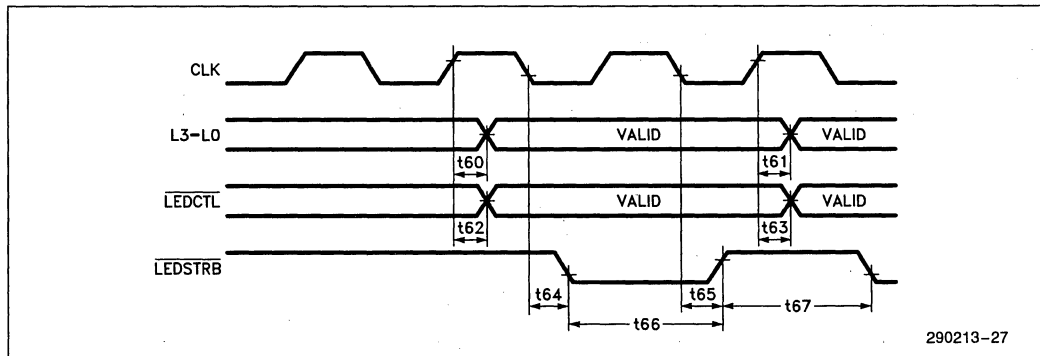 CLK
L3-L0
VALID VALID
t60 t61
LEDCTL
VALID VALID
t62 t63
LEDSTRB
t64 t65 t67
t66
290213-27